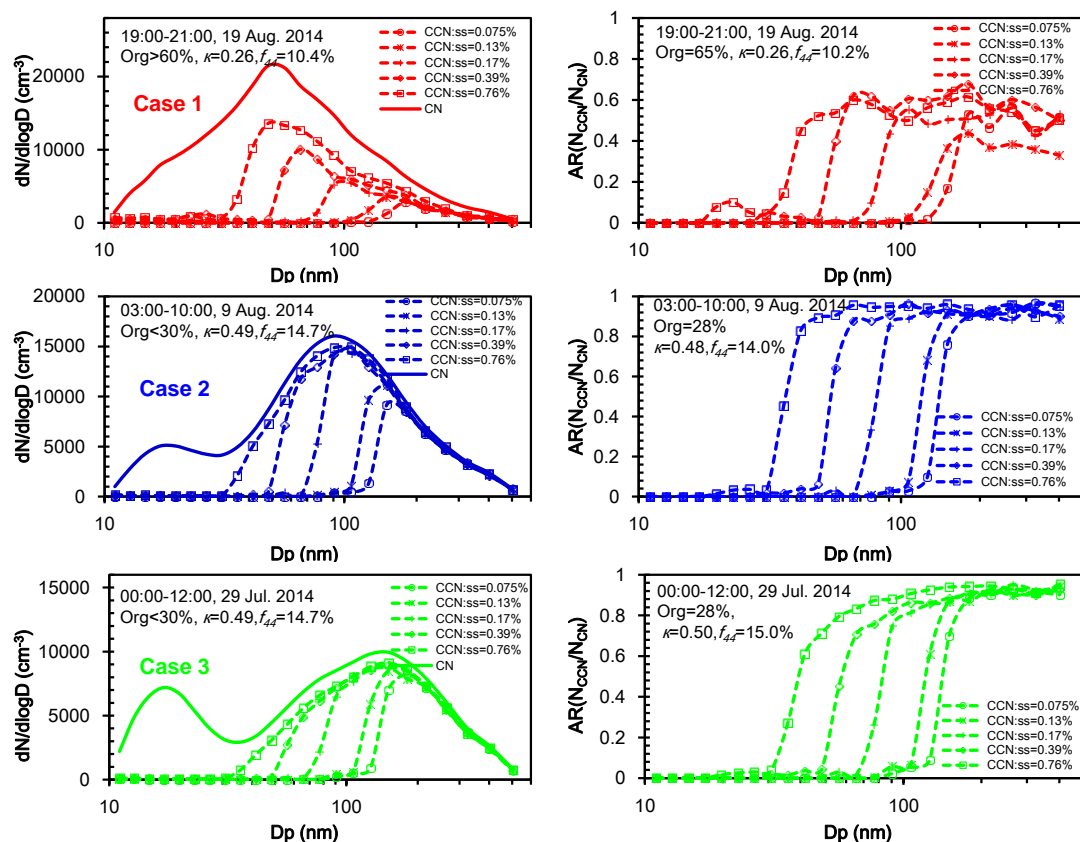 19:00-21:00, 19 Aug. 2014
Org>60%, κ=0.26,f44=10.4%
Case 1
CCN:ss=0.075%
CCN:ss=0.13%
CCN:ss=0.17%
CCN:ss=0.39%
CCN:ss=0.76%
CN
dN/dlogD (cm-3)
20000
10000
0
10
100
Dp (nm)
19:00-21:00, 19 Aug. 2014
Org=65%, κ=0.26,f44=10.2%
CCN:ss=0.075%
CCN:ss=0.13%
CCN:ss=0.17%
CCN:ss=0.39%
CCN:ss=0.76%
AR(NCCN/NCN)
1
0.8
0.6
0.4
0.2
0
10
100
Dp (nm)
03:00-10:00, 9 Aug. 2014
Org<30%, κ=0.49,f44=14.7%
Case 2
CCN:ss=0.075%
CCN:ss=0.13%
CCN:ss=0.17%
CCN:ss=0.39%
CCN:ss=0.76%
CN
dN/dlogD (cm-3)
20000
15000
10000
5000
0
10
100
Dp (nm)
03:00-10:00, 9 Aug. 2014
Org=28%
κ=0.48,f44=14.0%
CCN:ss=0.075%
CCN:ss=0.13%
CCN:ss=0.17%
CCN:ss=0.39%
CCN:ss=0.76%
AR(NCCN/NCN)
1
0.8
0.6
0.4
0.2
0
10
100
Dp (nm)
00:00-12:00, 29 Jul. 2014
Org<30%, κ=0.49,f44=14.7%
Case 3
CCN:ss=0.075%
CCN:ss=0.13%
CCN:ss=0.17%
CCN:ss=0.39%
CCN:ss=0.76%
CN
dN/dlogD (cm-3)
15000
10000
5000
0
10
100
Dp (nm)
00:00-12:00, 29 Jul. 2014
Org=28%,
κ=0.50,f44=15.0%
CCN:ss=0.075%
CCN:ss=0.13%
CCN:ss=0.17%
CCN:ss=0.39%
CCN:ss=0.76%
AR(NCCN/NCN)
1
0.8
0.6
0.4
0.2
0
10
100
Dp (nm)